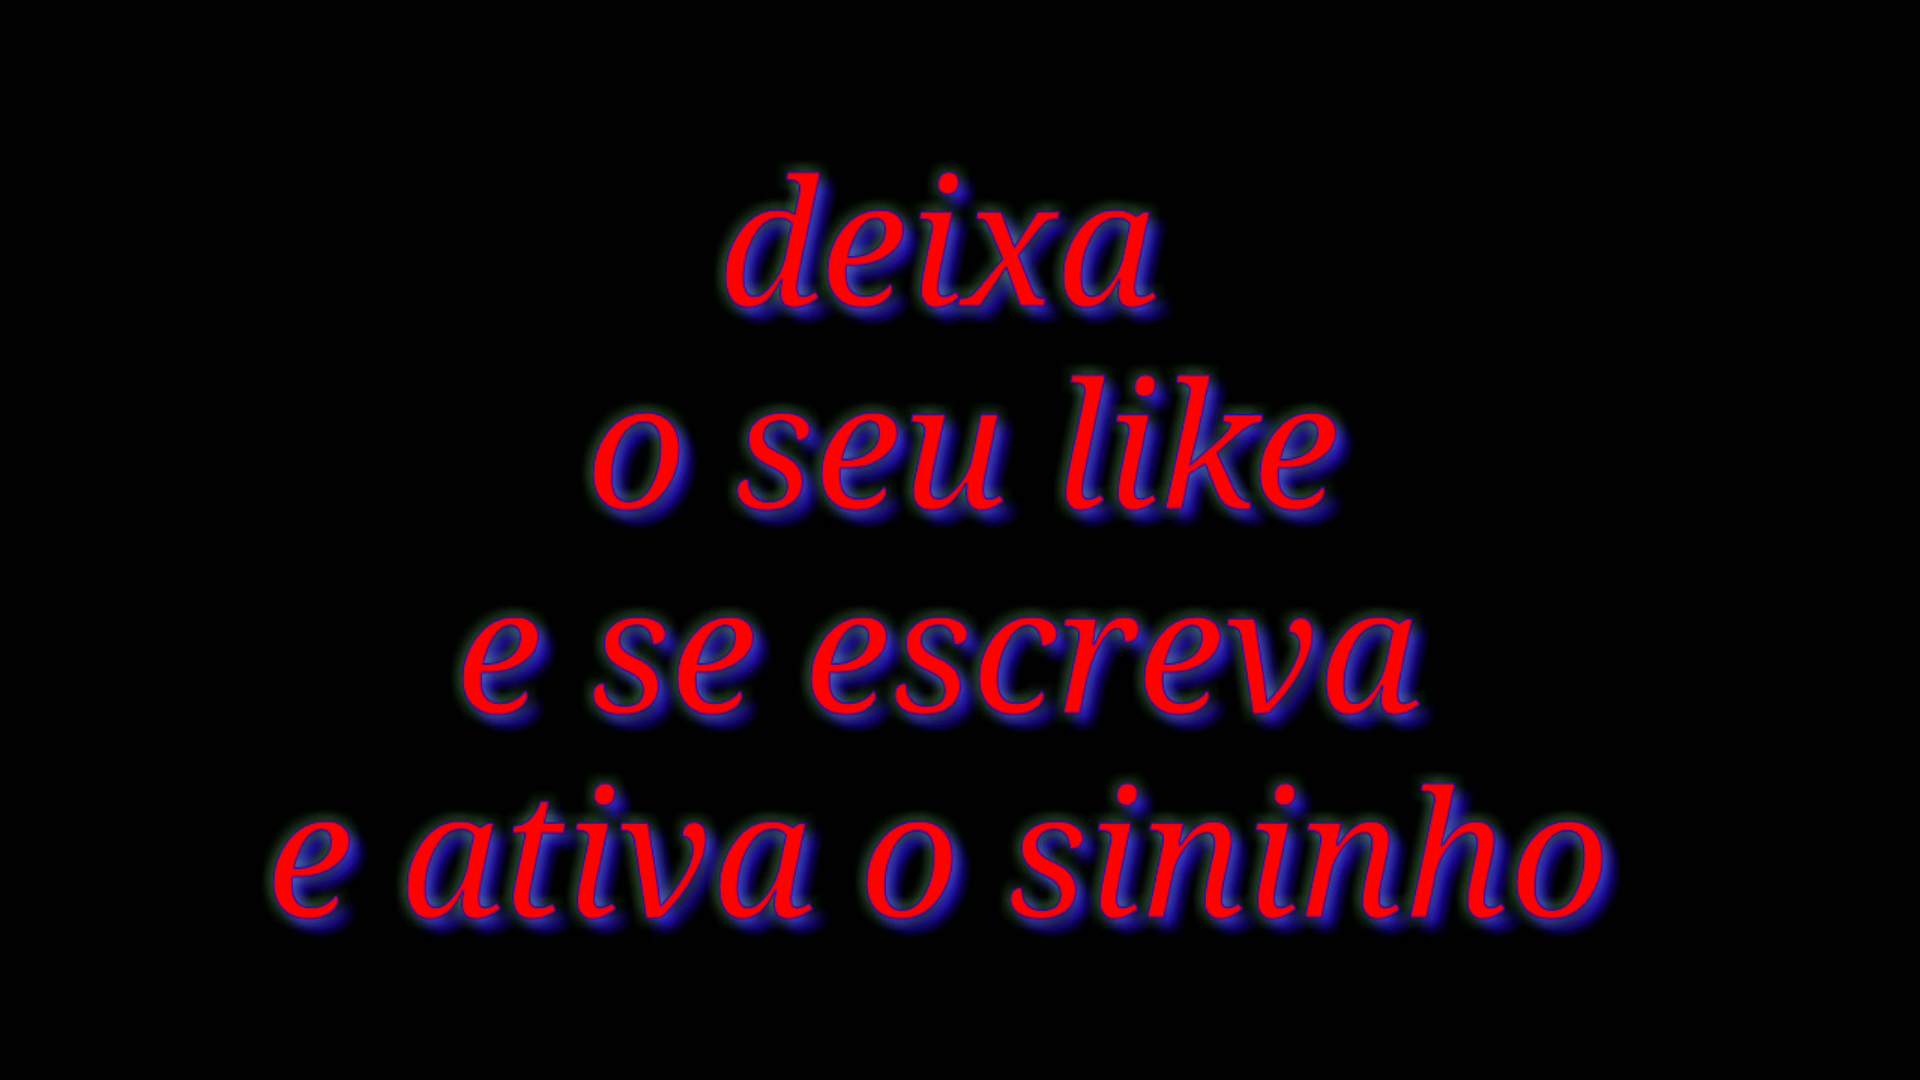 deixa
o seu like
e se escreva
e ativa o sininho